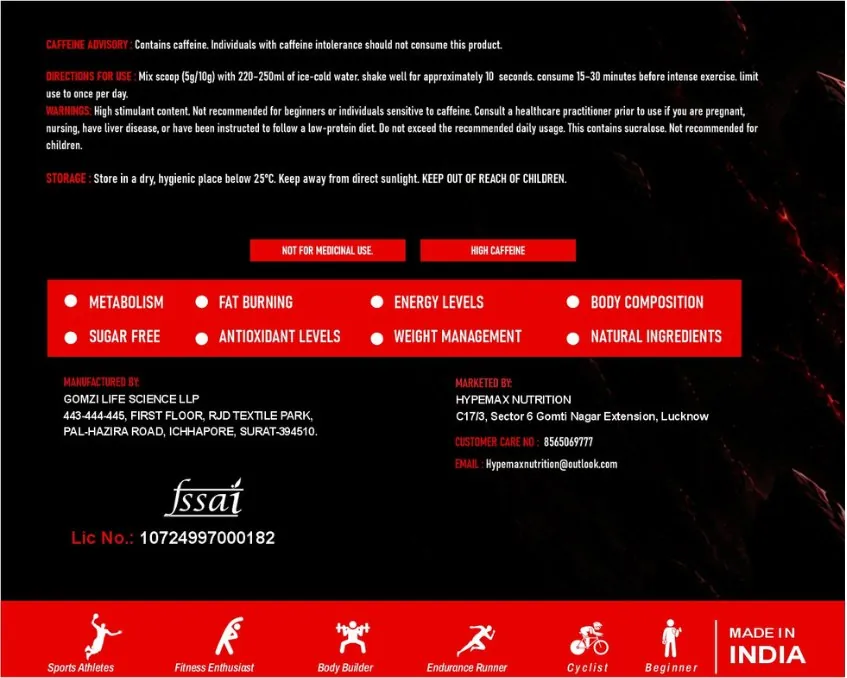 CAFFEINE ADVISORY : Contains caffeine. Individuals with caffeine intolerance should not consume this product.
DIRECTIONS FOR USE : Mix scoop (5g/10g) with 220-250ml of ice-cold water. shake well for approximately 10 seconds. consume 15-30 minutes before intense exercise. limit
use to once per day.
WARNINGS: High stimulant content. Not recommended for beginners or individuals sensitive to caffeine. Consult a healthcare practitioner prior to use if you are pregnant,
nursing, have liver disease, or have been instructed to follow a low-protein diet. Do not exceed the recommended daily usage. This contains sucralose. Not recommended for
children.
STORAGE : Store in a dry, hygienic place below 25°C. Keep away from direct sunlight. KEEP OUT OF REACH OF CHILDREN.
NOT FOR MEDICINAL USE. HIGH CAFFEINE
METABOLISM FAT BURNING ENERGY LEVELS BODY COMPOSITION
SUGAR FREE ANTIOXIDANT LEVELS WEIGHT MANAGEMENT NATURAL INGREDIENTS
MANUFACTURED BY:
GOMZI LIFE SCIENCE LLP
443-444-445, FIRST FLOOR, RJD TEXTILE PARK,
PAL-HAZIRA ROAD, ICHHAPORE, SURAT-394510.
MARKETED BY:
HYPEMAX NUTRITION
C17/3, Sector 6 Gomti Nagar Extension, Lucknow
CUSTOMER CARE NO : 8565069777
EMAIL : Hypemaxnutrition@outlook.com
fssai
Lic No.: 10724997000182
Sports Athletes Fitness Enthusiast Body Builder Endurance Runner Cyclist Beginner
MADE IN
INDIA